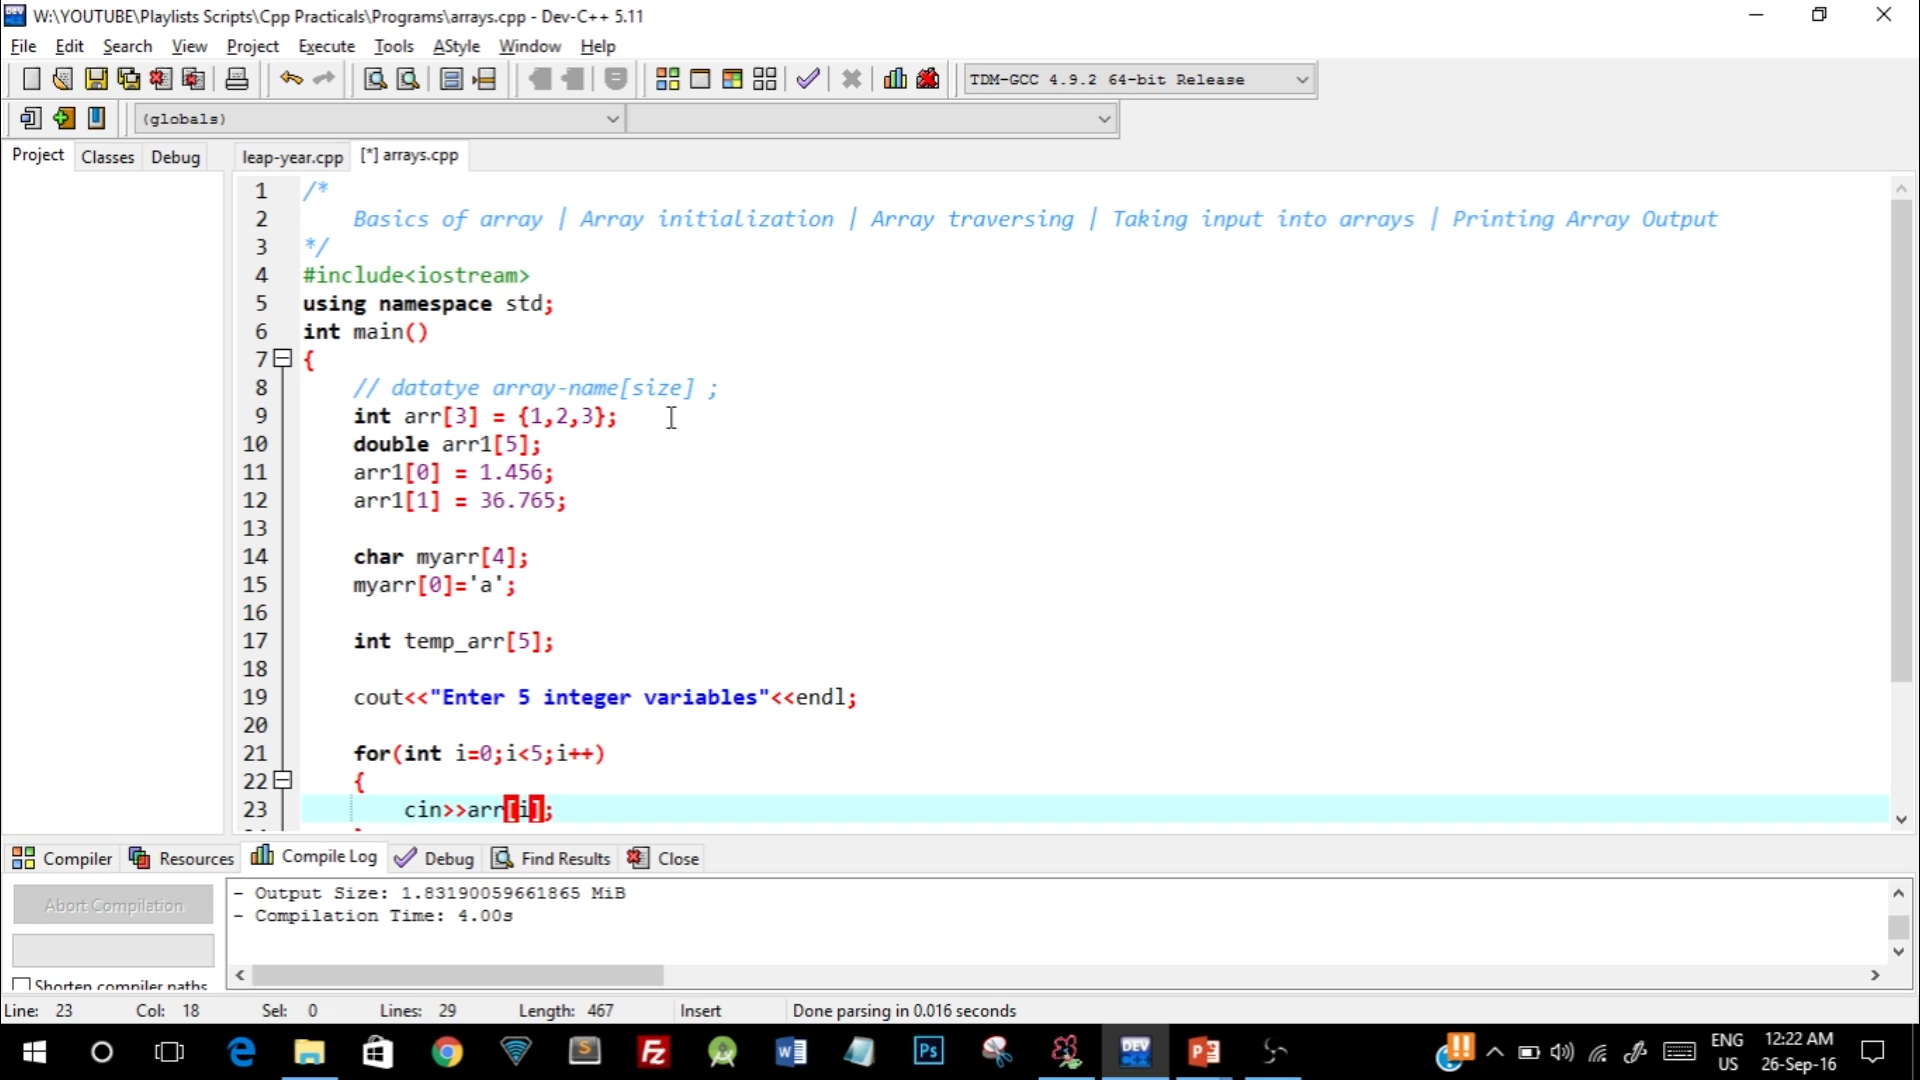 W:\YOUTUBE\Playlists Scripts\Cpp Practicals\Programs\arrays.cpp - Dev-C++ 5.11
File Edit Search View Project Execute Tools AStyle Window Help
TDM-GCC 4.9.2 64-bit Release
(globals)
Project Classes Debug leap-year.cpp [*] arrays.cpp
1 /*
2 Basics of array | Array initialization | Array traversing | Taking input into arrays | Printing Array Output
3 */
4 #include<iostream>
5 using namespace std;
6 int main()
7 {
8 // datatye array-name[size] ;
9 int arr[3] = {1,2,3};
10 double arr1[5];
11 arr1[0] = 1.456;
12 arr1[1] = 36.765;
13
14 char myarr[4];
15 myarr[0]='a';
16
17 int temp_arr[5];
18
19 cout<<"Enter 5 integer variables"<<endl;
20
21 for(int i=0;i<5;i++)
22 {
23 cin>>arr[i];
Compiler Resources Compile Log Debug Find Results Close
Abort Compilation
- Output Size: 1.83190059661865 MiB
- Compilation Time: 4.00s
Shorten compiler paths
Line: 23 Col: 18 Sel: 0 Lines: 29 Length: 467 Insert Done parsing in 0.016 seconds
ENG 12:22 AM
US 26-Sep-16